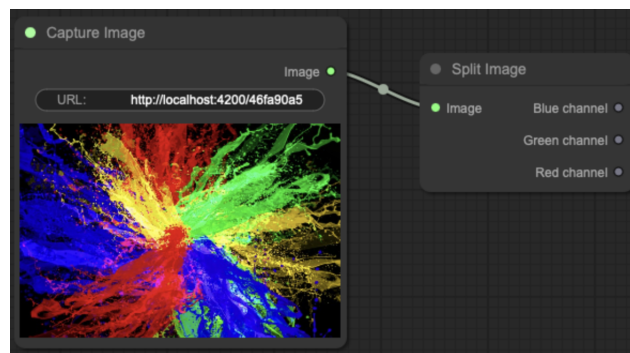 Capture Image
Image
URL: http://localhost:4200/46fa90a5
Split Image
Image
Blue channel
Green channel
Red channel